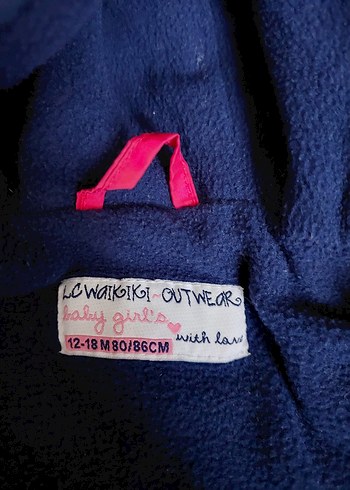 LC WAIKIKI - OUTWEAR
baby girl's
with love
12-18 M 80/86CM